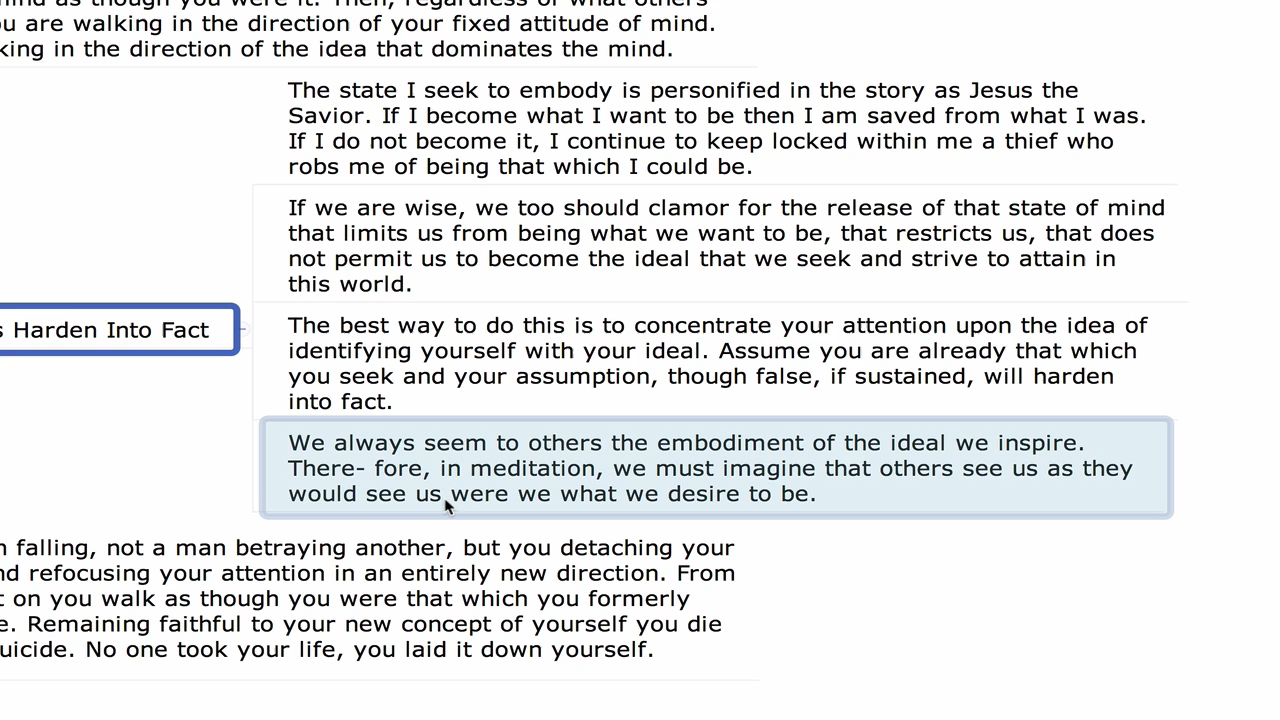 ou are walking in the direction of your fixed attitude of mind.
king in the direction of the idea that dominates the mind.
The state I seek to embody is personified in the story as Jesus the
Savior. If I become what I want to be then I am saved from what I was.
If I do not become it, I continue to keep locked within me a thief who
robs me of being that which I could be.
If we are wise, we too should clamor for the release of that state of mind
that limits us from being what we want to be, that restricts us, that does
not permit us to become the ideal that we seek and strive to attain in
this world.
s Harden Into Fact
The best way to do this is to concentrate your attention upon the idea of
identifying yourself with your ideal. Assume you are already that which
you seek and your assumption, though false, if sustained, will harden
into fact.
We always seem to others the embodiment of the ideal we inspire.
There- fore, in meditation, we must imagine that others see us as they
would see us were we what we desire to be.
n falling, not a man betraying another, but you detaching your
nd refocusing your attention in an entirely new direction. From
t on you walk as though you were that which you formerly
e. Remaining faithful to your new concept of yourself you die
uicide. No one took your life, you laid it down yourself.